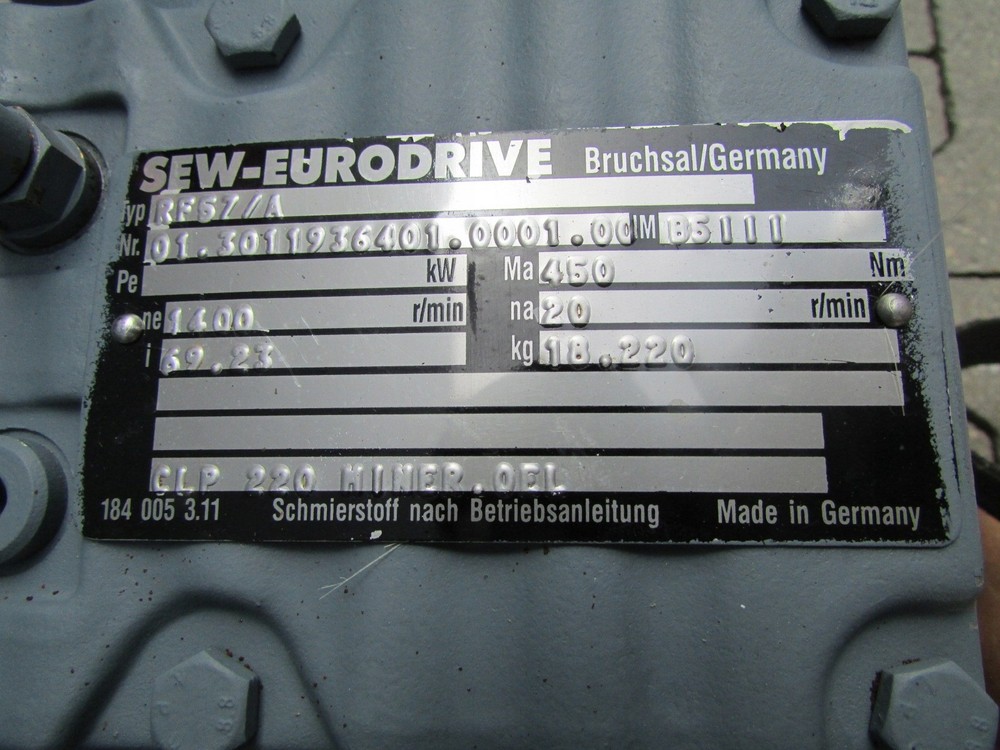 SEW-EURODRIVE Bruchsal/Germany
Typ RF57//A
Nr. 01.3011936401.0001.00 IM B5111
Pe kW Ma 450 Nm
ne 1400 r/min na 20 r/min
i 69.23 kg 18.220
CLP 220 MINER.OEL
184 005 3.11 Schmierstoff nach Betriebsanleitung Made in Germany